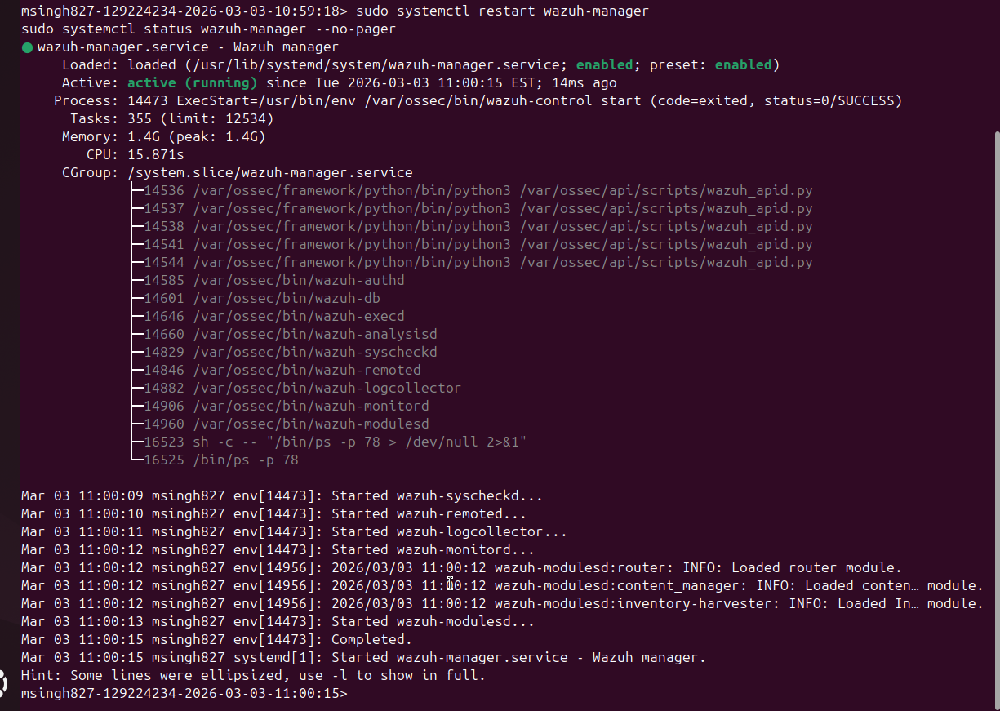 msingh827-129224234-2026-03-03-10:59:18> sudo systemctl restart wazuh-manager
sudo systemctl status wazuh-manager --no-pager
● wazuh-manager.service - Wazuh manager
Loaded: loaded (/usr/lib/systemd/system/wazuh-manager.service; enabled; preset: enabled)
Active: active (running) since Tue 2026-03-03 11:00:15 EST; 14ms ago
Process: 14473 ExecStart=/usr/bin/env /var/ossec/bin/wazuh-control start (code=exited, status=0/SUCCESS)
Tasks: 355 (limit: 12534)
Memory: 1.4G (peak: 1.4G)
CPU: 15.871s
CGroup: /system.slice/wazuh-manager.service
├─14536 /var/ossec/framework/python/bin/python3 /var/ossec/api/scripts/wazuh_apid.py
├─14537 /var/ossec/framework/python/bin/python3 /var/ossec/api/scripts/wazuh_apid.py
├─14538 /var/ossec/framework/python/bin/python3 /var/ossec/api/scripts/wazuh_apid.py
├─14541 /var/ossec/framework/python/bin/python3 /var/ossec/api/scripts/wazuh_apid.py
├─14544 /var/ossec/framework/python/bin/python3 /var/ossec/api/scripts/wazuh_apid.py
├─14585 /var/ossec/bin/wazuh-authd
├─14601 /var/ossec/bin/wazuh-db
├─14646 /var/ossec/bin/wazuh-execd
├─14660 /var/ossec/bin/wazuh-analysisd
├─14829 /var/ossec/bin/wazuh-syscheckd
├─14846 /var/ossec/bin/wazuh-remoted
├─14882 /var/ossec/bin/wazuh-logcollector
├─14906 /var/ossec/bin/wazuh-monitord
├─14960 /var/ossec/bin/wazuh-modulesd
├─16523 sh -c -- "/bin/ps -p 78 > /dev/null 2>&1"
└─16525 /bin/ps -p 78
Mar 03 11:00:09 msingh827 env[14473]: Started wazuh-syscheckd...
Mar 03 11:00:10 msingh827 env[14473]: Started wazuh-remoted...
Mar 03 11:00:11 msingh827 env[14473]: Started wazuh-logcollector...
Mar 03 11:00:12 msingh827 env[14473]: Started wazuh-monitord...
Mar 03 11:00:12 msingh827 env[14956]: 2026/03/03 11:00:12 wazuh-modulesd:router: INFO: Loaded router module.
Mar 03 11:00:12 msingh827 env[14956]: 2026/03/03 11:00:12 wazuh-modulesd:content_manager: INFO: Loaded conten… module.
Mar 03 11:00:12 msingh827 env[14956]: 2026/03/03 11:00:12 wazuh-modulesd:inventory-harvester: INFO: Loaded In… module.
Mar 03 11:00:13 msingh827 env[14473]: Started wazuh-modulesd...
Mar 03 11:00:15 msingh827 env[14473]: Completed.
Mar 03 11:00:15 msingh827 systemd[1]: Started wazuh-manager.service - Wazuh manager.
Hint: Some lines were ellipsized, use -l to show in full.
msingh827-129224234-2026-03-03-11:00:15>